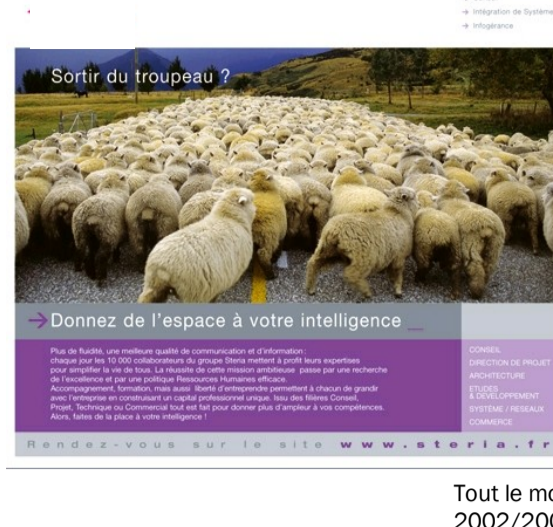 → Intégration de Système
→ Infogérance
Sortir du troupeau ?
→Donnez de l'espace à votre intelligence _
Plus de fluidité, une meilleure qualité de communication et d'information :
chaque jour les 10 000 collaborateurs du groupe Steria mettent à profit leurs expertises
pour simplifier la vie de tous. La réussite de cette mission ambitieuse passe par une recherche
de l'excellence et par une politique Ressources Humaines efficace.
Accompagnement, formation, mais aussi liberté d'entreprendre permettent à chacun de grandir
avec l'entreprise en construisant un capital professionnel unique. Issu des filières Conseil,
Projet, Technique ou Commercial tout est fait pour donner plus d'ampleur à vos compétences.
Alors, faites de la place à votre intelligence !
CONSEIL
DIRECTION DE PROJET
ARCHITECTURE
ETUDES
& DEVELOPPEMENT
SYSTÈME / RESEAUX
COMMERCE
Rendez-vous sur le site www.steria.fr
Tout le mo
2002/200